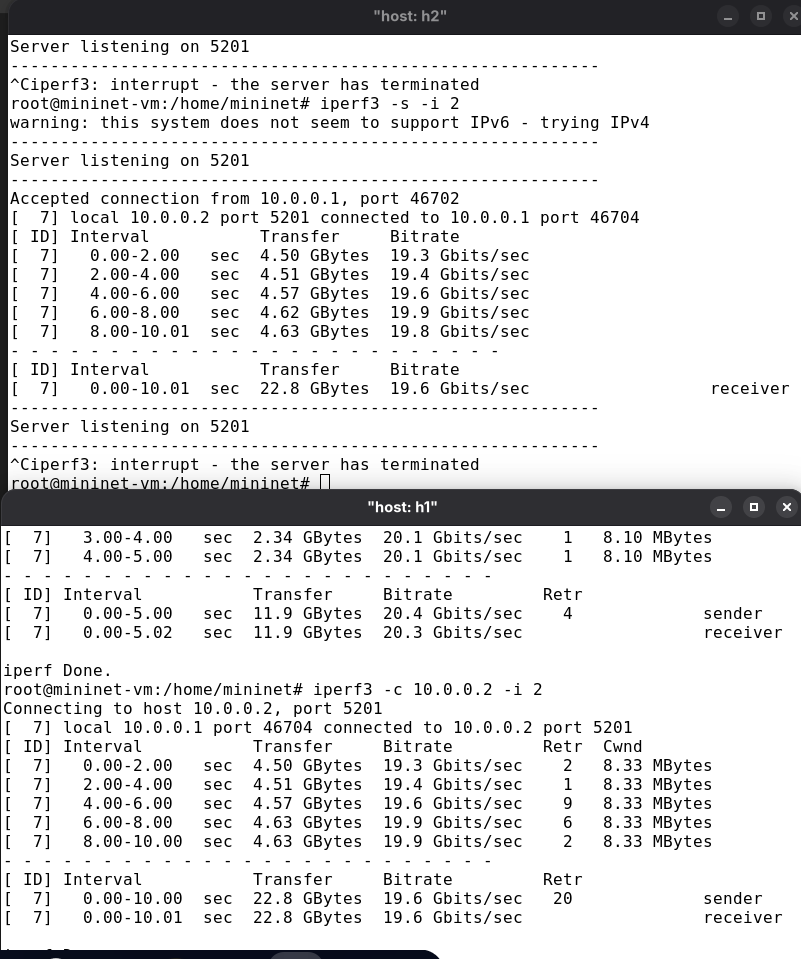 "host: h2"
Server listening on 5201
-----------------------------------------------------------
^Ciperf3: interrupt - the server has terminated
root@mininet-vm:/home/mininet# iperf3 -s -i 2
warning: this system does not seem to support IPv6 - trying IPv4
-----------------------------------------------------------
Server listening on 5201
-----------------------------------------------------------
Accepted connection from 10.0.0.1, port 46702
[  7] local 10.0.0.2 port 5201 connected to 10.0.0.1 port 46704
[ ID] Interval           Transfer     Bitrate
[  7]   0.00-2.00   sec  4.50 GBytes  19.3 Gbits/sec
[  7]   2.00-4.00   sec  4.51 GBytes  19.4 Gbits/sec
[  7]   4.00-6.00   sec  4.57 GBytes  19.6 Gbits/sec
[  7]   6.00-8.00   sec  4.62 GBytes  19.9 Gbits/sec
[  7]   8.00-10.01  sec  4.63 GBytes  19.8 Gbits/sec
- - - - - - - - - - - - - - - - - - - - - - - - -
[ ID] Interval           Transfer     Bitrate
[  7]   0.00-10.01  sec  22.8 GBytes  19.6 Gbits/sec                  receiver
-----------------------------------------------------------
Server listening on 5201
-----------------------------------------------------------
^Ciperf3: interrupt - the server has terminated
root@mininet-vm:/home/mininet#
"host: h1"
[  7]   3.00-4.00   sec  2.34 GBytes  20.1 Gbits/sec    1   8.10 MBytes
[  7]   4.00-5.00   sec  2.34 GBytes  20.1 Gbits/sec    1   8.10 MBytes
- - - - - - - - - - - - - - - - - - - - - - - - -
[ ID] Interval           Transfer     Bitrate         Retr
[  7]   0.00-5.00   sec  11.9 GBytes  20.4 Gbits/sec    4             sender
[  7]   0.00-5.02   sec  11.9 GBytes  20.3 Gbits/sec                  receiver
iperf Done.
root@mininet-vm:/home/mininet# iperf3 -c 10.0.0.2 -i 2
Connecting to host 10.0.0.2, port 5201
[  7] local 10.0.0.1 port 46704 connected to 10.0.0.2 port 5201
[ ID] Interval           Transfer     Bitrate         Retr  Cwnd
[  7]   0.00-2.00   sec  4.50 GBytes  19.3 Gbits/sec    2   8.33 MBytes
[  7]   2.00-4.00   sec  4.51 GBytes  19.4 Gbits/sec    1   8.33 MBytes
[  7]   4.00-6.00   sec  4.57 GBytes  19.6 Gbits/sec    9   8.33 MBytes
[  7]   6.00-8.00   sec  4.63 GBytes  19.9 Gbits/sec    6   8.33 MBytes
[  7]   8.00-10.00  sec  4.63 GBytes  19.9 Gbits/sec    2   8.33 MBytes
- - - - - - - - - - - - - - - - - - - - - - - - -
[ ID] Interval           Transfer     Bitrate         Retr
[  7]   0.00-10.00  sec  22.8 GBytes  19.6 Gbits/sec   20             sender
[  7]   0.00-10.01  sec  22.8 GBytes  19.6 Gbits/sec                  receiver